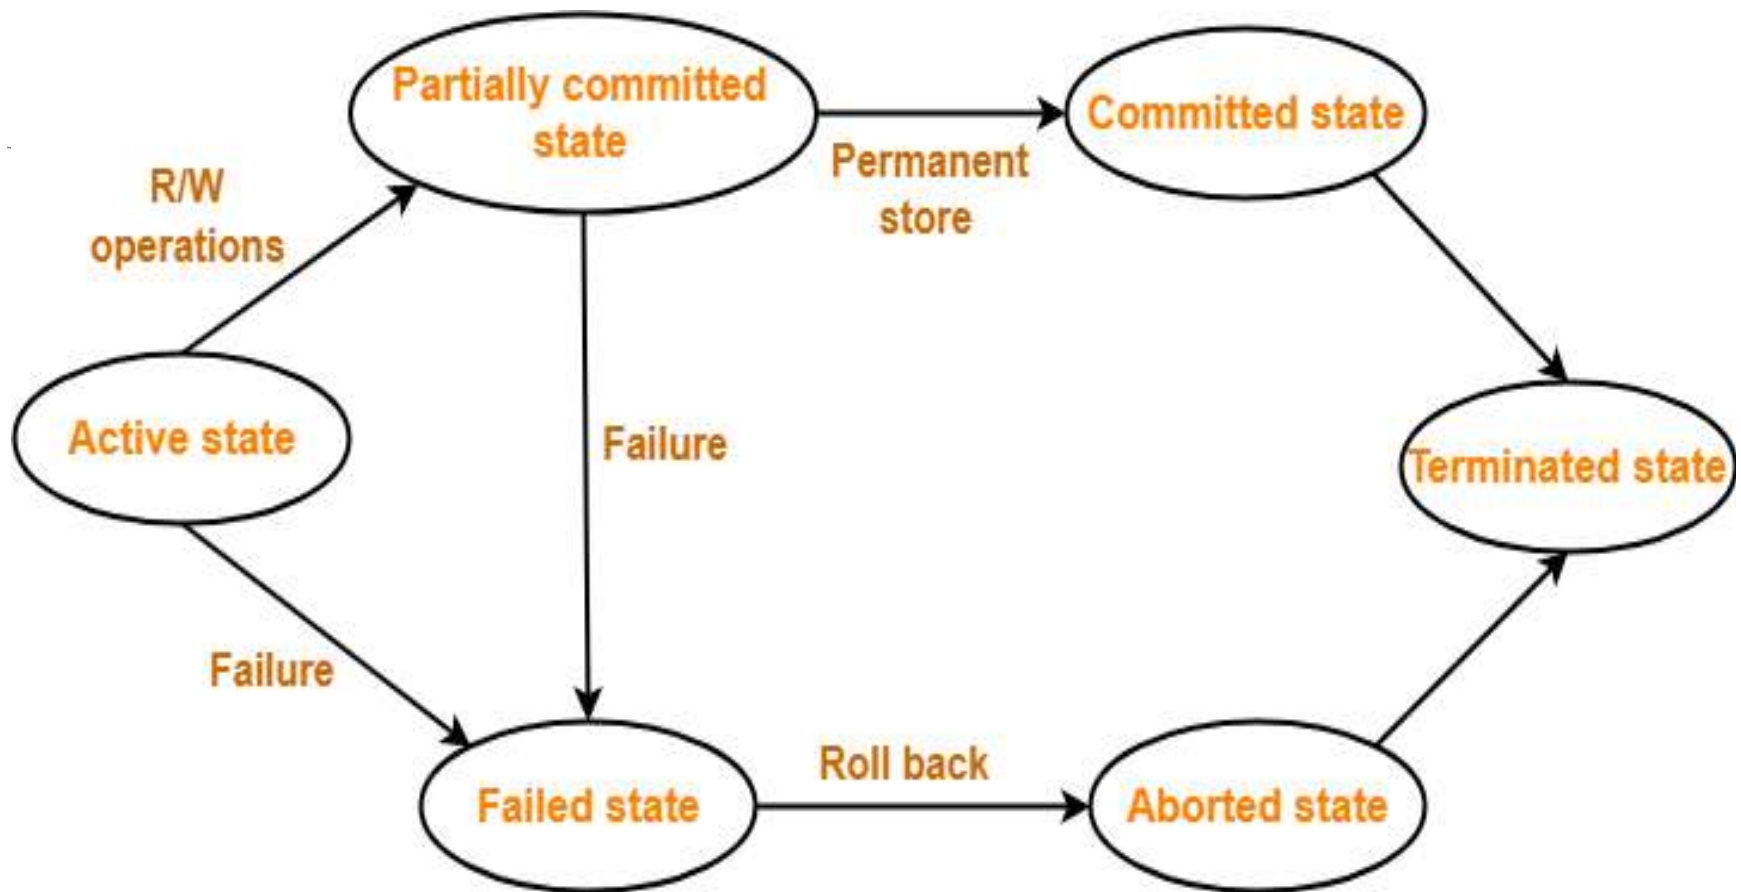 Partially committed
state
Committed state
Permanent
store
R/W
operations
Active state
Failure
Terminated state
Failure
Roll back
Failed state
Aborted state